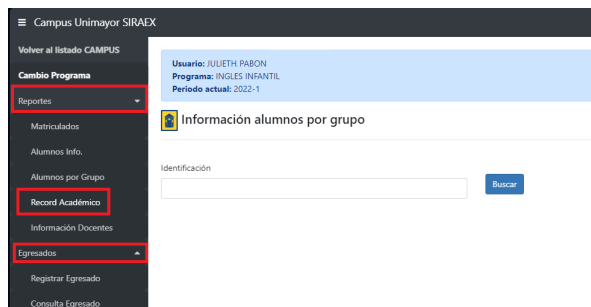 ≡ Campus Unimayor SIRAEX
Volver al listado CAMPUS
Cambio Programa
Reportes
Matriculados
Alumnos Info.
Alumnos por Grupo
Record Académico
Información Docentes
Egresados
Registrar Egresado
Consulta Egresado
Usuario: JULIETH PABON
Programa: INGLES INFANTIL
Periodo actual: 2022-1
Información alumnos por grupo
Identificación
Buscar